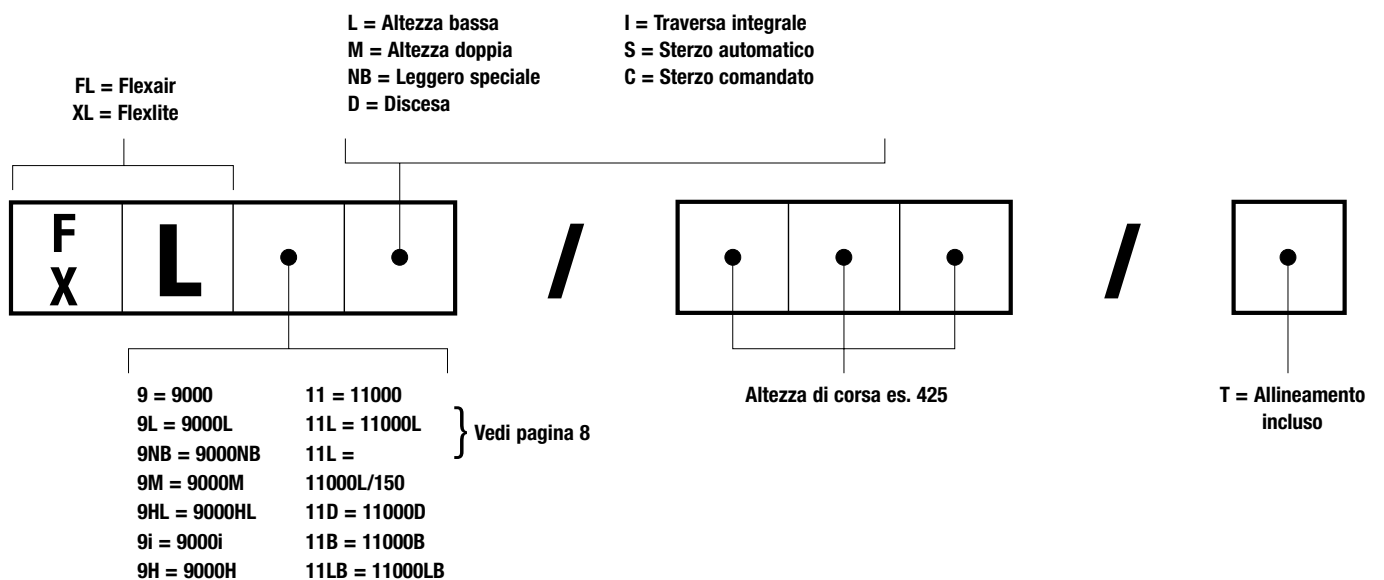 L = Altezza bassa
M = Altezza doppia
NB = Leggero speciale
D = Discesa
I = Traversa integrale
S = Sterzo automatico
C = Sterzo comandato
FL = Flexair
XL = Flexlite
F
X
L
/
/
9 = 9000
9L = 9000L
9NB = 9000NB
9M = 9000M
9HL = 9000HL
9i = 9000i
9H = 9000H
11 = 11000
11L = 11000L
11L =
11000L/150
11D = 11000D
11B = 11000B
11LB = 11000LB
} Vedi pagina 8
Altezza di corsa es. 425
T = Allineamento
incluso